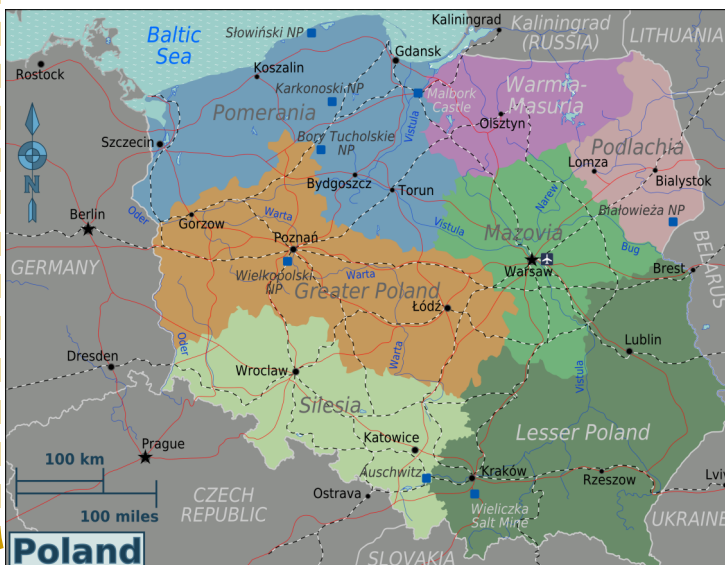 Baltic
Sea
Słowiński NP
Kaliningrad
Kaliningrad
(RUSSIA)
LITHUANIA
Rostock
Koszalin
Gdansk
Karkonoski NP
Malbork
Castle
Warmia-
Masuria
Pomerania
Olsztyn
Vistula
Szczecin
Bory Tucholskie
NP
Podlachia
Lomza
Bialystok
N
Bydgoszcz
Torun
Narew
Berlin
Oder
Gorzow
Warta
Vistula
Białowieża NP
Mazovia
Poznań
Bug
BELARUS
GERMANY
Wielkopolski
NP
Warta
Warsaw
Brest
Greater Poland
Łódź
Oder
Warta
Lublin
Dresden
Wroclaw
Vistula
Silesia
Lesser Poland
Prague
Katowice
100 km
Auschwitz
Kraków
Rzeszow
Ostrava
100 miles
CZECH
REPUBLIC
Wieliczka
Salt Mine
UKRAINE
Poland
SLOVAKIA